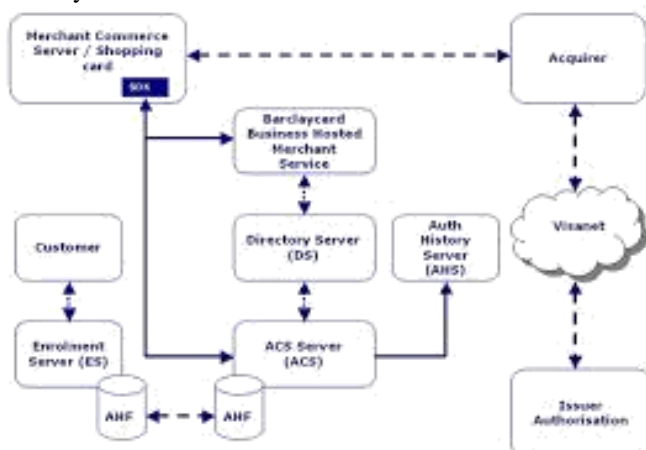 Merchant Commerce
Server / Shopping
card
SDK
Acquirer
Barclaycard
Business Hosted
Merchant
Service
Customer
Directory Server
(DS)
Auth
History
Server
(AHS)
Visanet
Enrolment
Server (ES)
ACS Server
(ACS)
AHF
AHF
Issuer
Authorisation